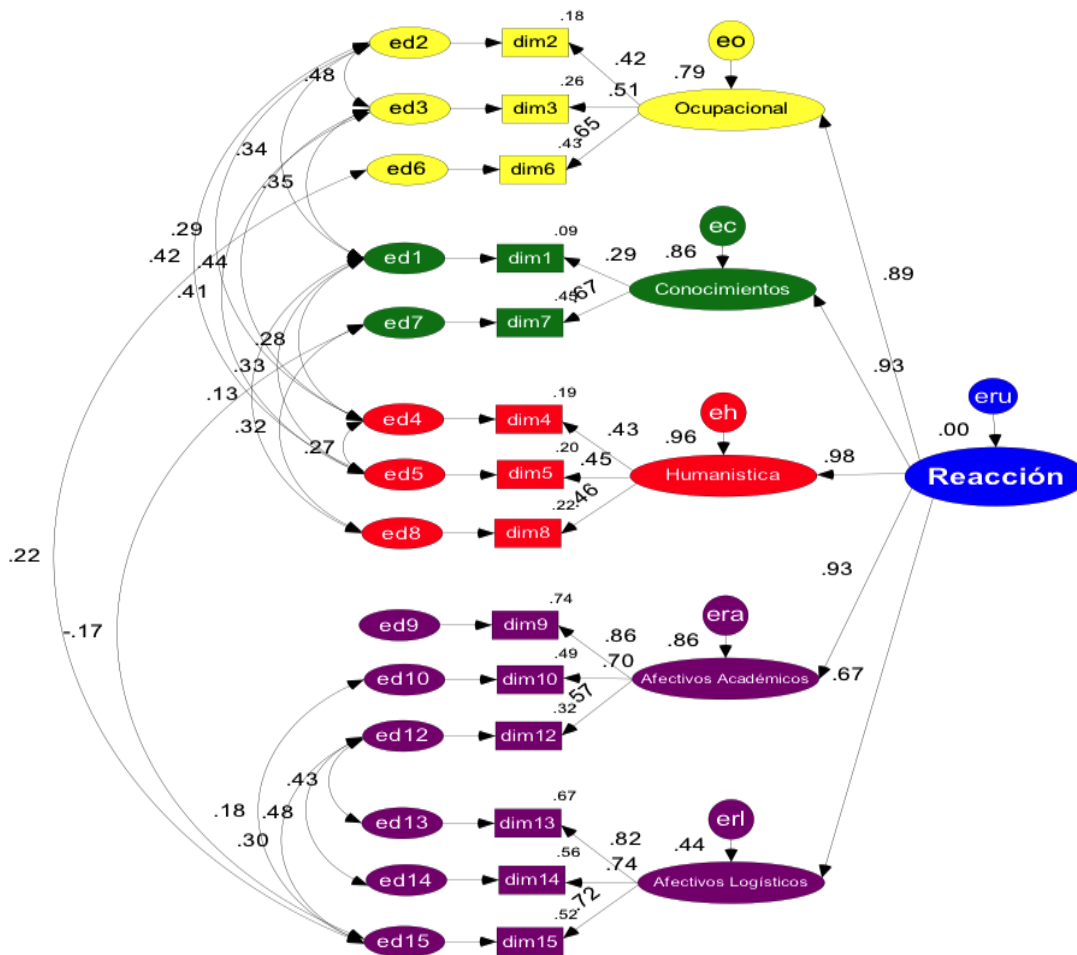 .18
ed2
dim2
eo
.48
.42
.79
.26
.51
ed3
dim3
Ocupacional
.34
.65
.43
.35
ed6
dim6
.29
.42
.44
.41
.09
ec
ed1
dim1
.29
.86
.89
Conocimientos
.45
.67
ed7
dim7
.28
.33
.93
.13
.19
eru
.32
.27
ed4
dim4
.43
eh
.96
.00
.20
.45
.98
ed5
dim5
Humanistica
Reacción
.46
.22
ed8
dim8
.22
-.17
.93
.74
era
ed9
dim9
.86
.86
.49
.70
.67
ed10
dim10
Afectivos Académicos
.57
.32
ed12
dim12
.43
.18
.48
.67
.30
ed13
dim13
erl
.82
.44
.56
.74
ed14
dim14
Afectivos Logísticos
.72
.52
ed15
dim15